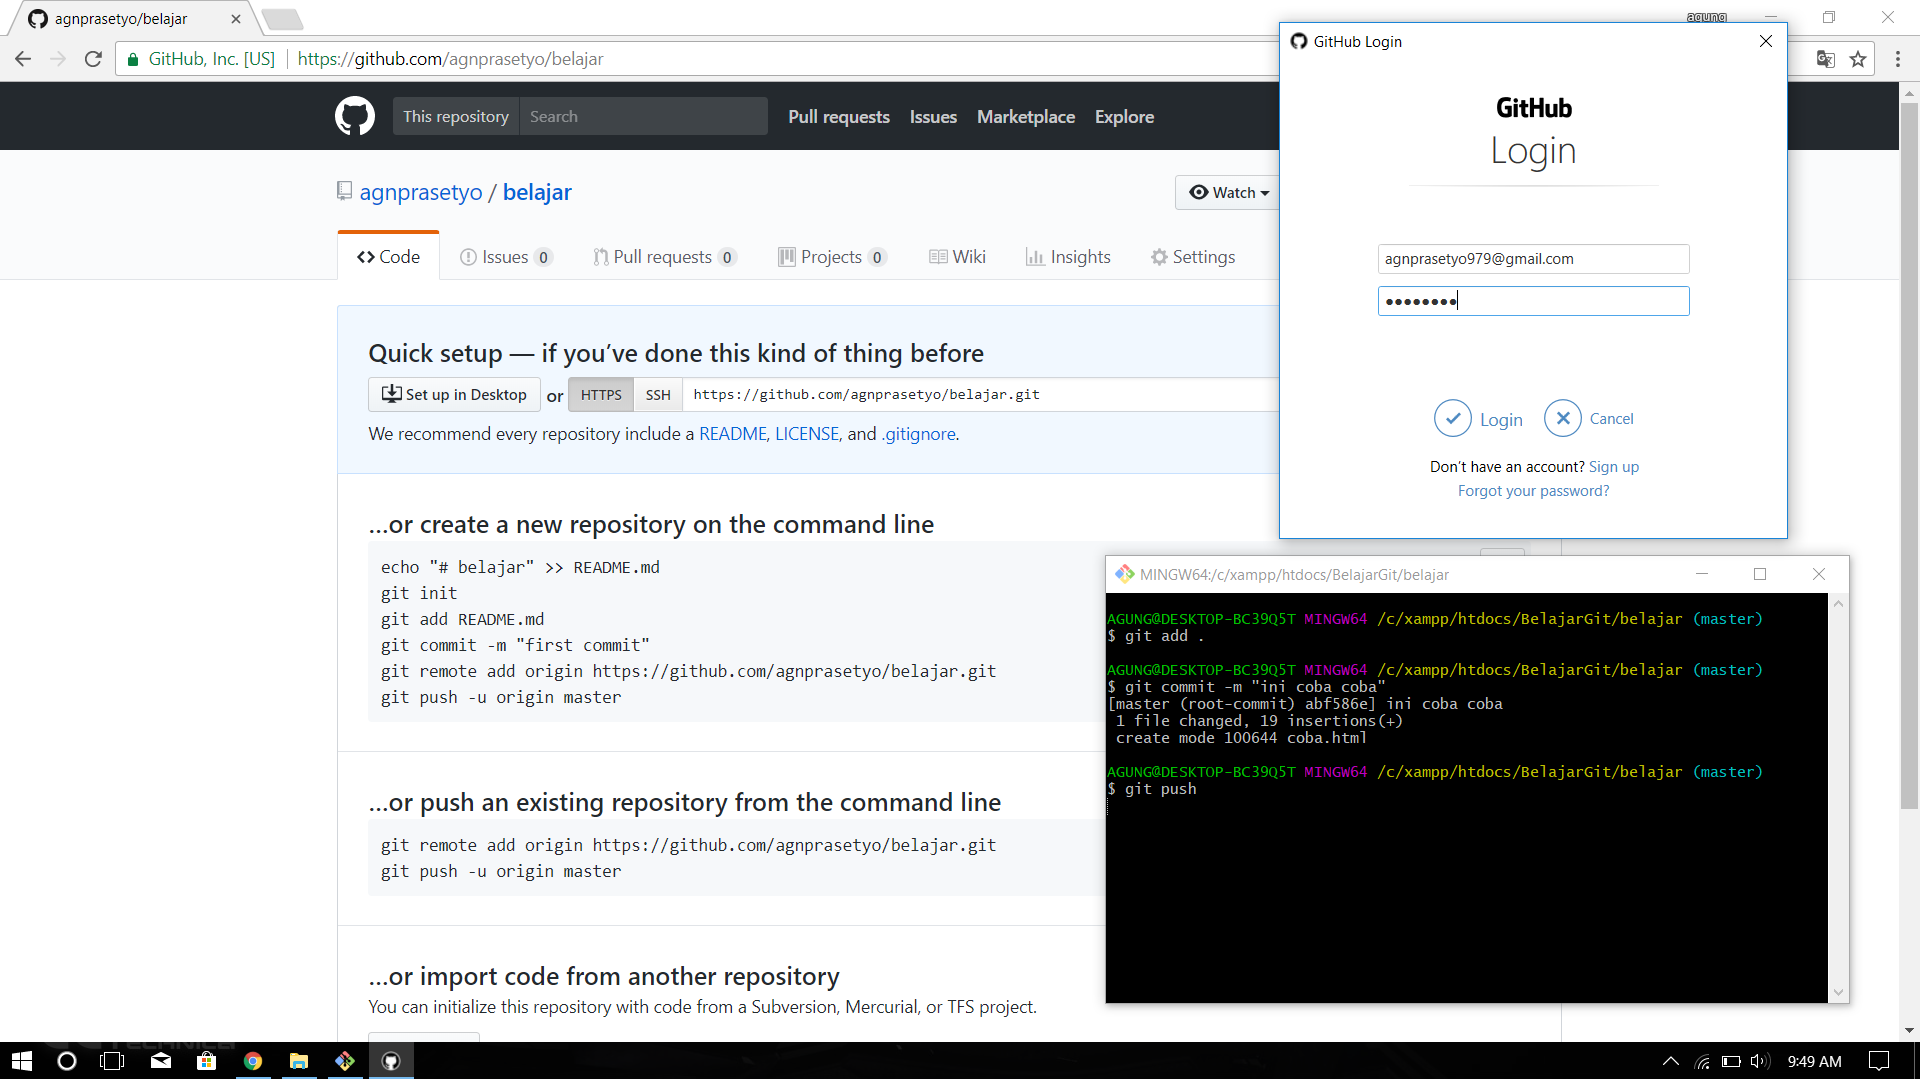 agnprasetyo/belajar
agung
GitHub, Inc. [US]
https://github.com/agnprasetyo/belajar
This repository
Search
Pull requests
Issues
Marketplace
Explore
agnprasetyo / belajar
Watch
Code
Issues 0
Pull requests 0
Projects 0
Wiki
Insights
Settings
Quick setup — if you’ve done this kind of thing before
Set up in Desktop
or
HTTPS
SSH
https://github.com/agnprasetyo/belajar.git
We recommend every repository include a README, LICENSE, and .gitignore.
…or create a new repository on the command line
echo "# belajar" >> README.md
git init
git add README.md
git commit -m "first commit"
git remote add origin https://github.com/agnprasetyo/belajar.git
git push -u origin master
…or push an existing repository from the command line
git remote add origin https://github.com/agnprasetyo/belajar.git
git push -u origin master
…or import code from another repository
You can initialize this repository with code from a Subversion, Mercurial, or TFS project.
GitHub Login
GitHub
Login
agnprasetyo979@gmail.com
••••••••
Login
Cancel
Don’t have an account? Sign up
Forgot your password?
MINGW64:/c/xampp/htdocs/BelajarGit/belajar
AGUNG@DESKTOP-BC39Q5T MINGW64 /c/xampp/htdocs/BelajarGit/belajar (master)
$ git add .
AGUNG@DESKTOP-BC39Q5T MINGW64 /c/xampp/htdocs/BelajarGit/belajar (master)
$ git commit -m "ini coba coba"
[master (root-commit) abf586e] ini coba coba
1 file changed, 19 insertions(+)
create mode 100644 coba.html
AGUNG@DESKTOP-BC39Q5T MINGW64 /c/xampp/htdocs/BelajarGit/belajar (master)
$ git push
9:49 AM